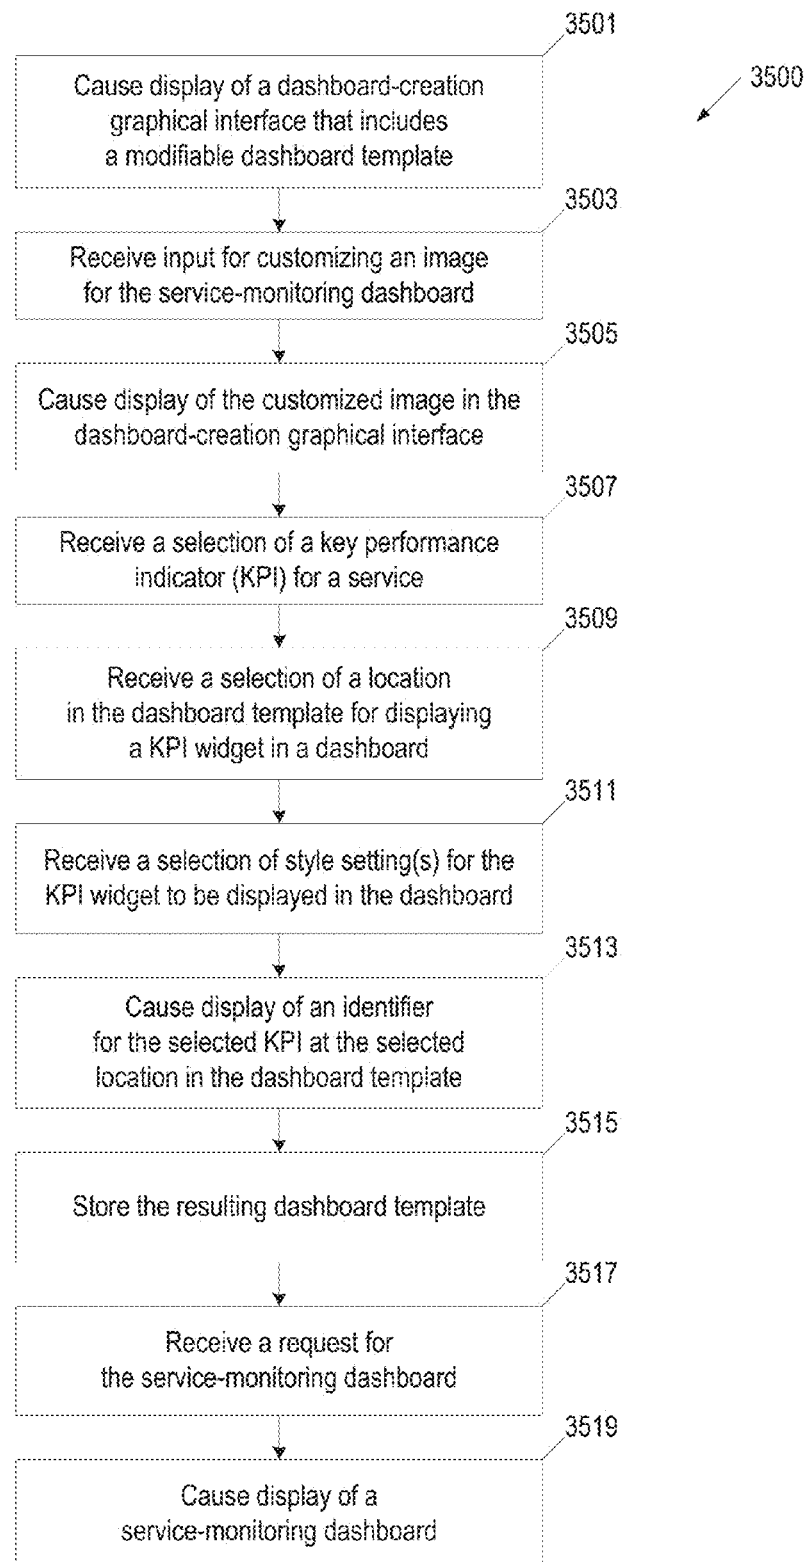 3501
3500
Cause display of a dashboard-creation
graphical interface that includes
a modifiable dashboard template
3503
Receive input for customizing an image
for the service-monitoring dashboard
3505
Cause display of the customized image in the
dashboard-creation graphical interface
3507
Receive a selection of a key performance
indicator (KPI) for a service
3509
Receive a selection of a location
in the dashboard template for displaying
a KPI widget in a dashboard
3511
Receive a selection of style setting(s) for the
KPI widget to be displayed in the dashboard
3513
Cause display of an identifier
for the selected KPI at the selected
location in the dashboard template
3515
Store the resulting dashboard template
3517
Receive a request for
the service-monitoring dashboard
3519
Cause display of a
service-monitoring dashboard